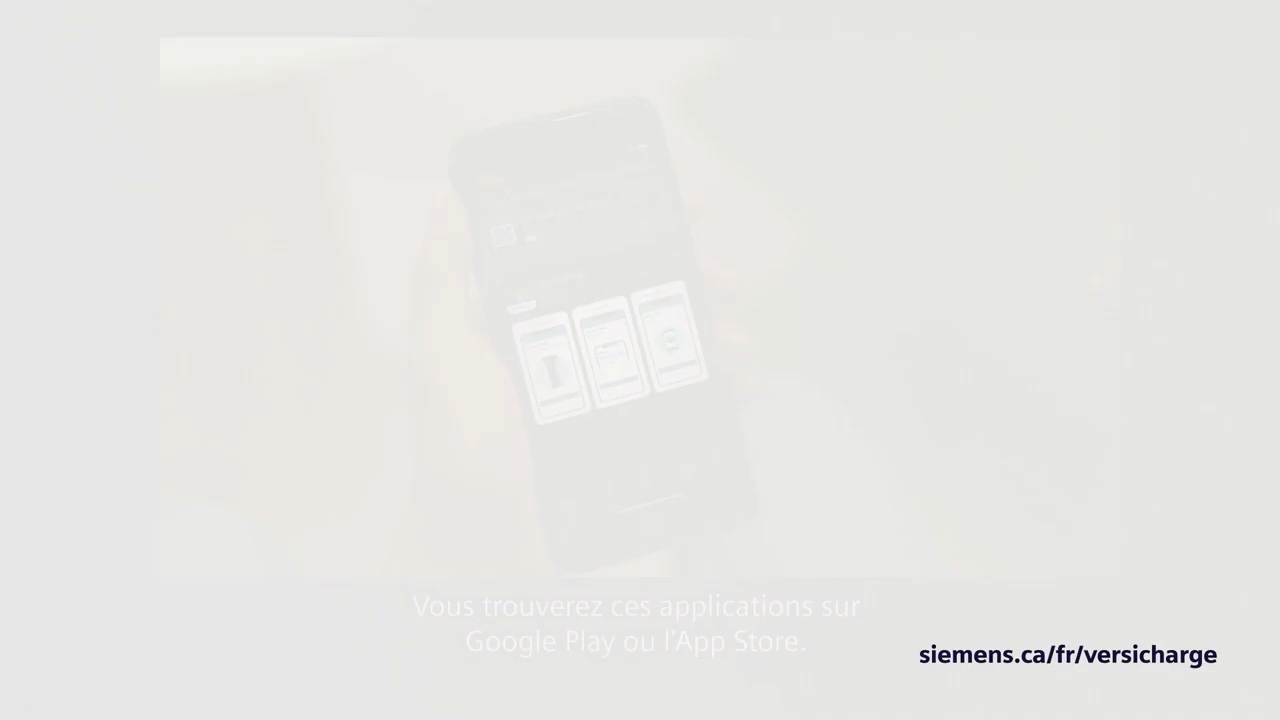 Vous trouverez ces applications sur
Google Play ou l'App Store.
siemens.ca/fr/versicharge